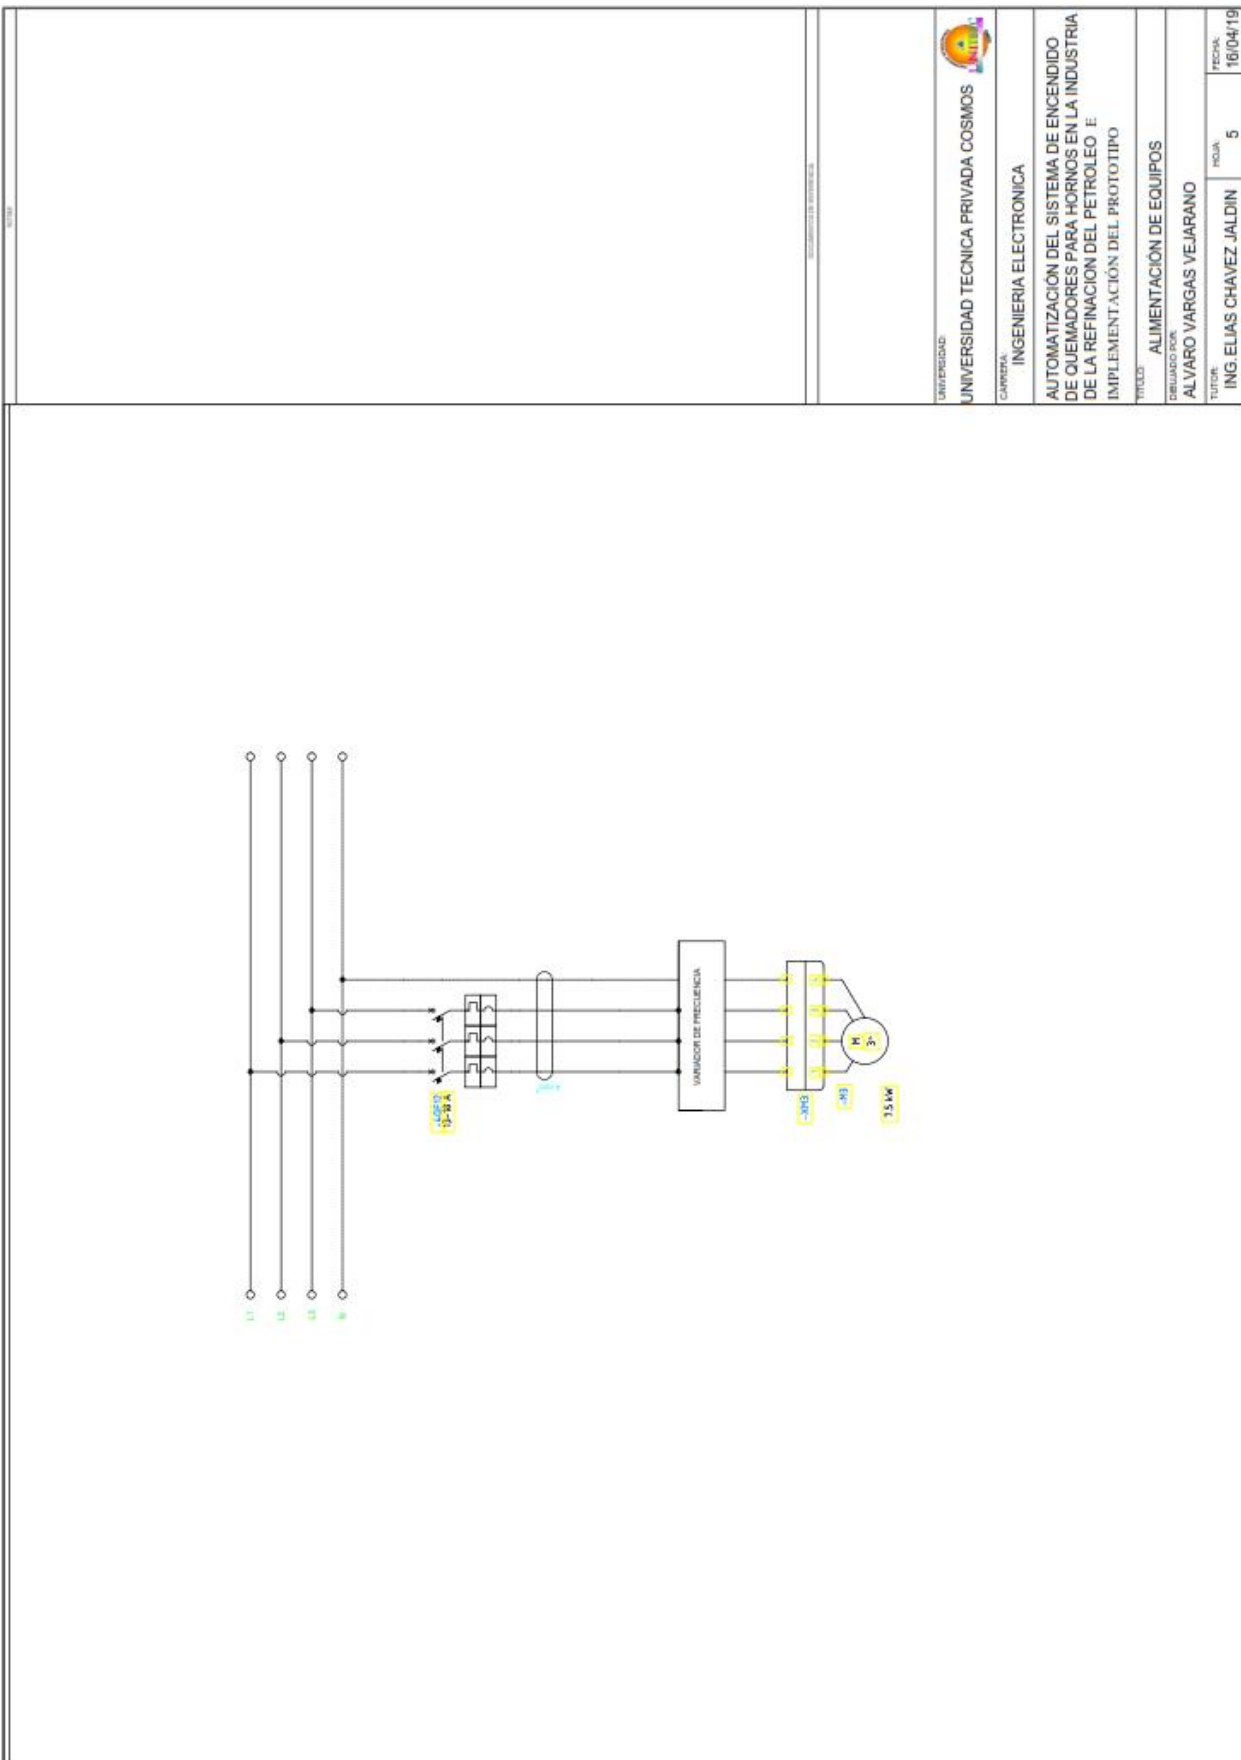 L1
L2
L3
N
13-18 A
VARIADOR DE FRECUENCIA
-XM3
M
3~
-M3
7.5 kW
UNIVERSIDAD:
UNIVERSIDAD TECNICA PRIVADA COSMOS
CARRERA:
INGENIERIA ELECTRONICA
AUTOMATIZACIÓN DEL SISTEMA DE ENCENDIDO
DE QUEMADORES PARA HORNOS EN LA INDUSTRIA
DE LA REFINACION DEL PETROLEO E
IMPLEMENTACIÓN DEL PROTOTIPO
TITULO:
ALIMENTACIÓN DE EQUIPOS
DIBUJADO POR:
ALVARO VARGAS VEJARANO
TUTOR:
ING. ELIAS CHAVEZ JALDIN
HOJA:
5
FECHA:
16/04/19